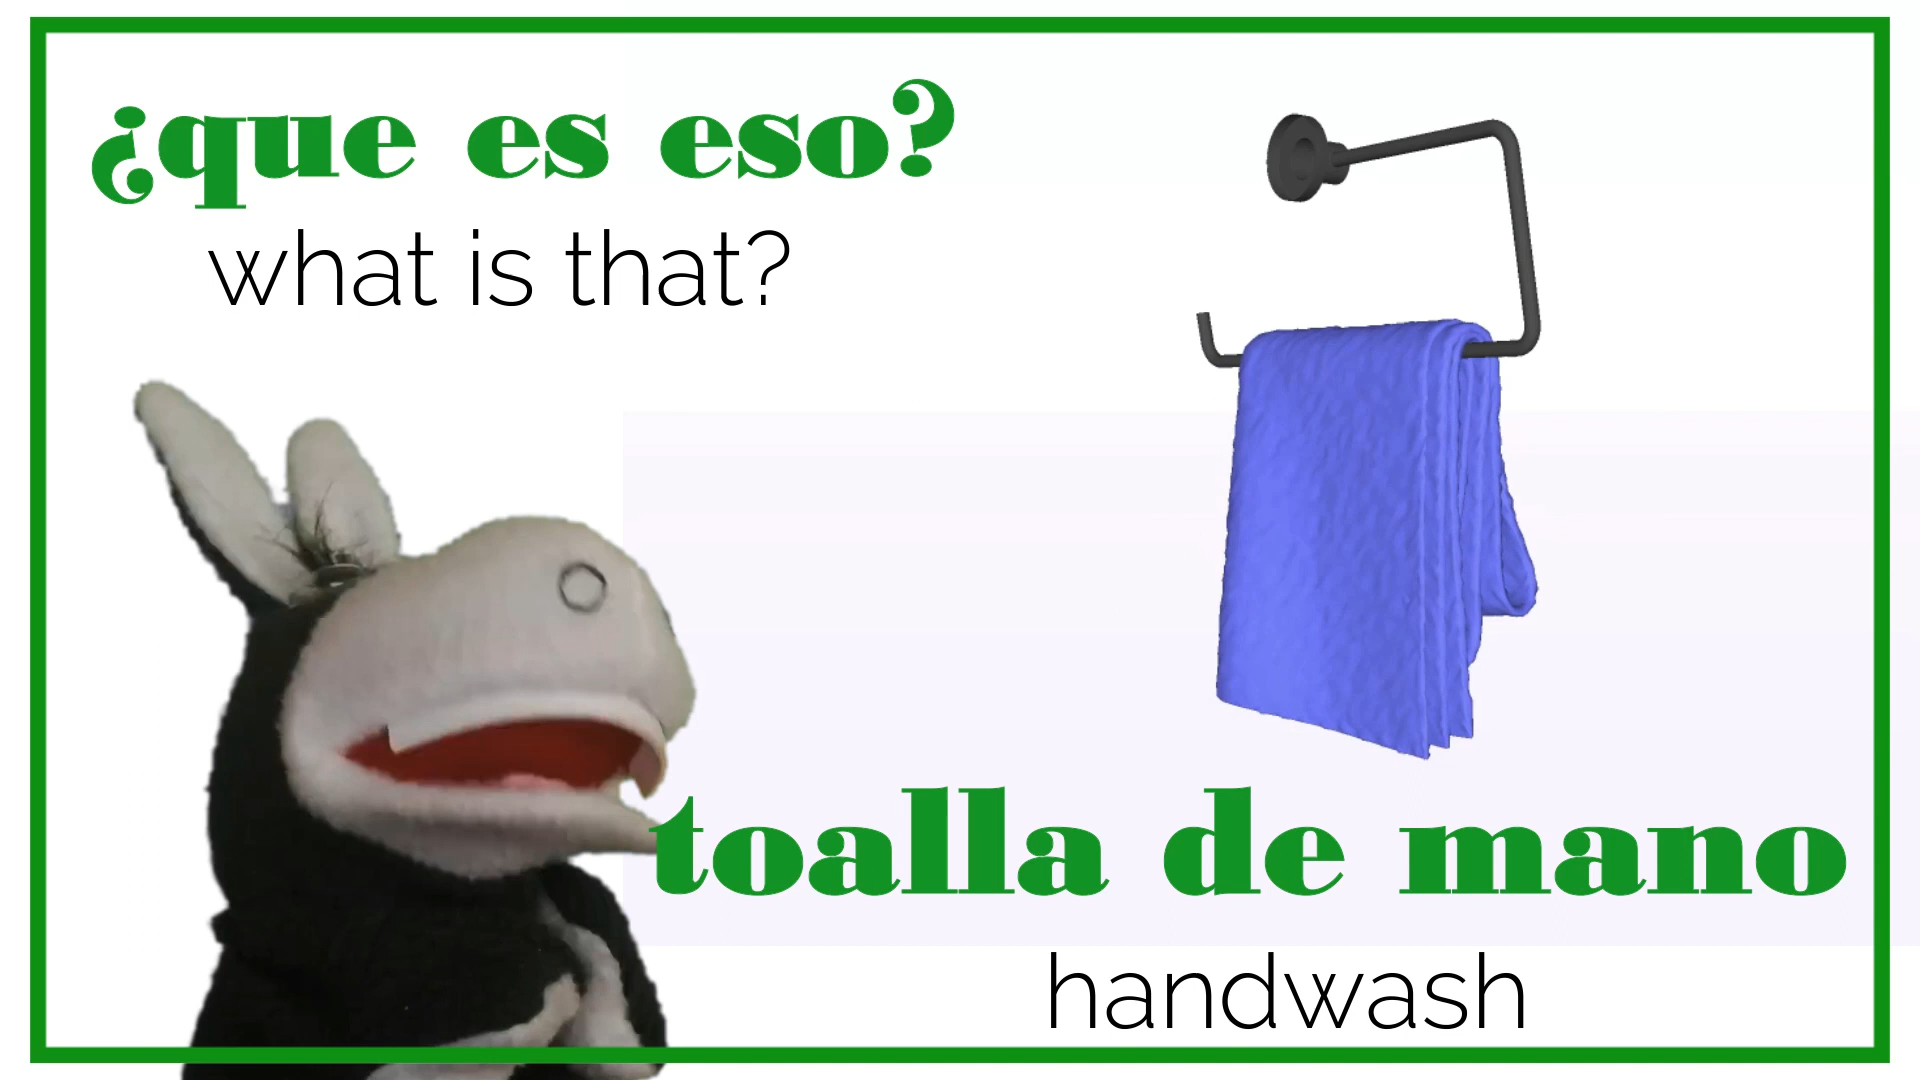 ¿que es eso?
what is that?
toalla de mano
handwash